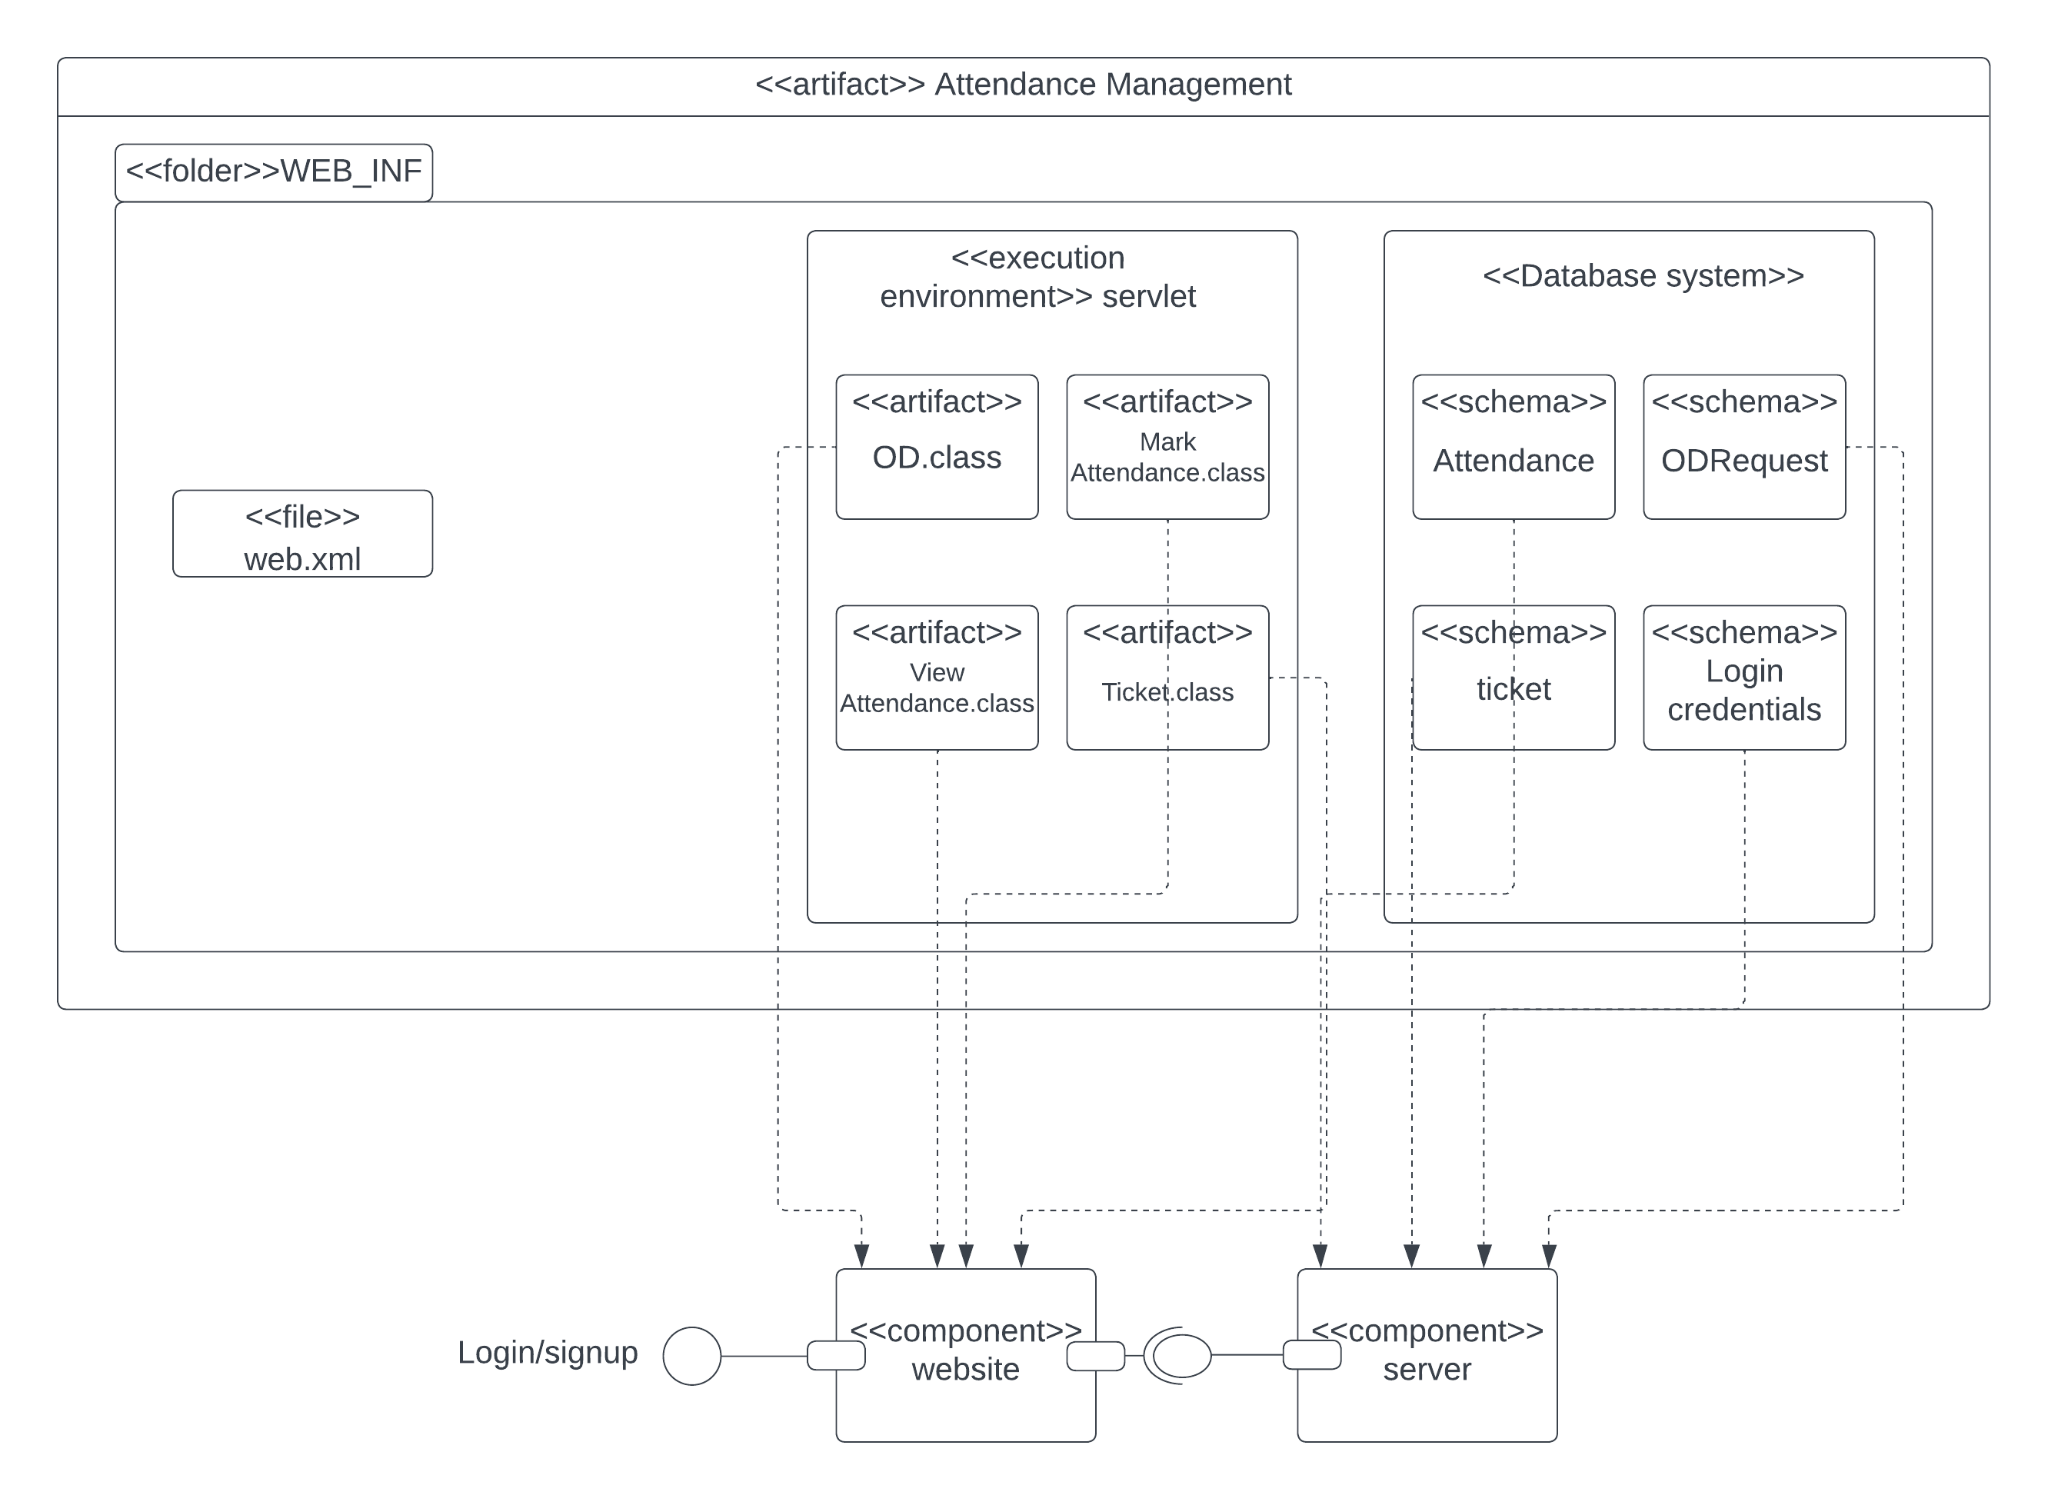 <<artifact>> Attendance Management
<<folder>>WEB_INF
<<execution
environment>> servlet
<<Database system>>
<<artifact>>
OD.class
<<artifact>>
Mark
Attendance.class
<<schema>>
Attendance
<<schema>>
ODRequest
<<file>>
web.xml
<<artifact>>
View
Attendance.class
<<artifact>>
Ticket.class
<<schema>>
ticket
<<schema>>
Login
credentials
Login/signup
<<component>>
website
<<component>>
server